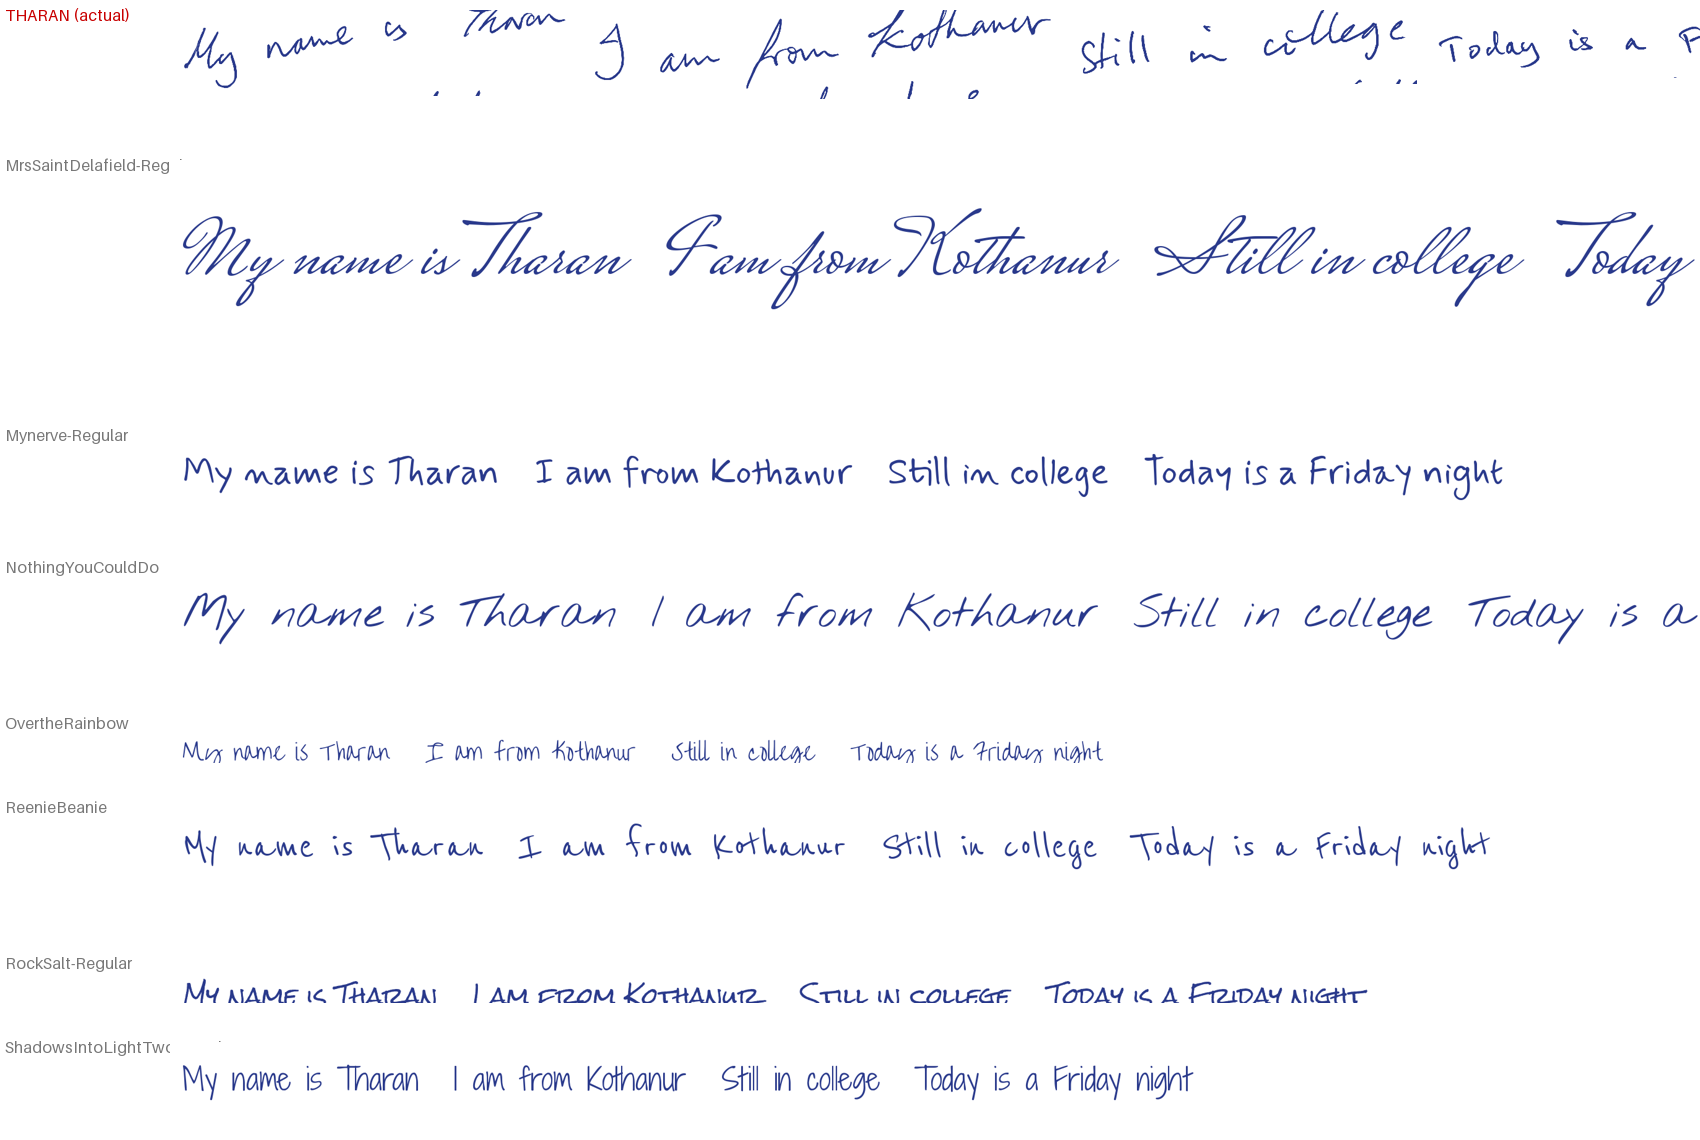 THARAN (actual)
My name is Tharan I am from Kothanur Still in college Today is a F
MrsSaintDelafield-Reg
My name is Tharan I am from Kothanur Still in college Today
Mynerve-Regular
My name is Tharan I am from Kothanur Still in college Today is a Friday night
NothingYouCouldDo
My name is Tharan I am from Kothanur Still in college Today is a
OvertheRainbow
My name is Tharan I am from Kothanur Still in college Today is a Friday night
ReenieBeanie
My name is Tharan I am from Kothanur Still in college Today is a Friday night
RockSalt-Regular
My name is Tharan I am from Kothanur Still in college Today is a Friday night
ShadowsIntoLightTwo
My name is Tharan I am from Kothanur Still in college Today is a Friday night